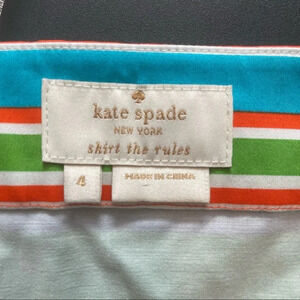 kate spade
NEW YORK
skirt the rules
4
MADE IN CHINA